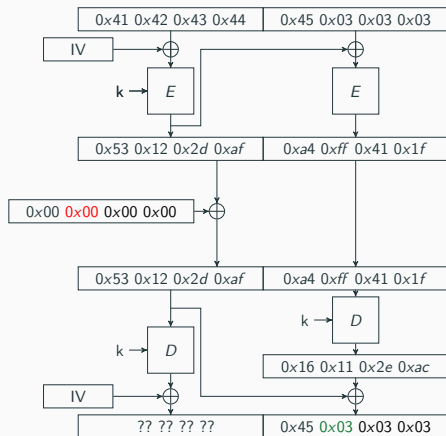 0x41 0x42 0x43 0x44 0x45 0x03 0x03 0x03
IV
k E E
0x53 0x12 0x2d 0xaf 0xa4 0xff 0x41 0x1f
0x00 0x00 0x00 0x00
0x53 0x12 0x2d 0xaf 0xa4 0xff 0x41 0x1f
k D
k D
0x16 0x11 0x2e 0xac
IV
?? ?? ?? ?? 0x45 0x03 0x03 0x03